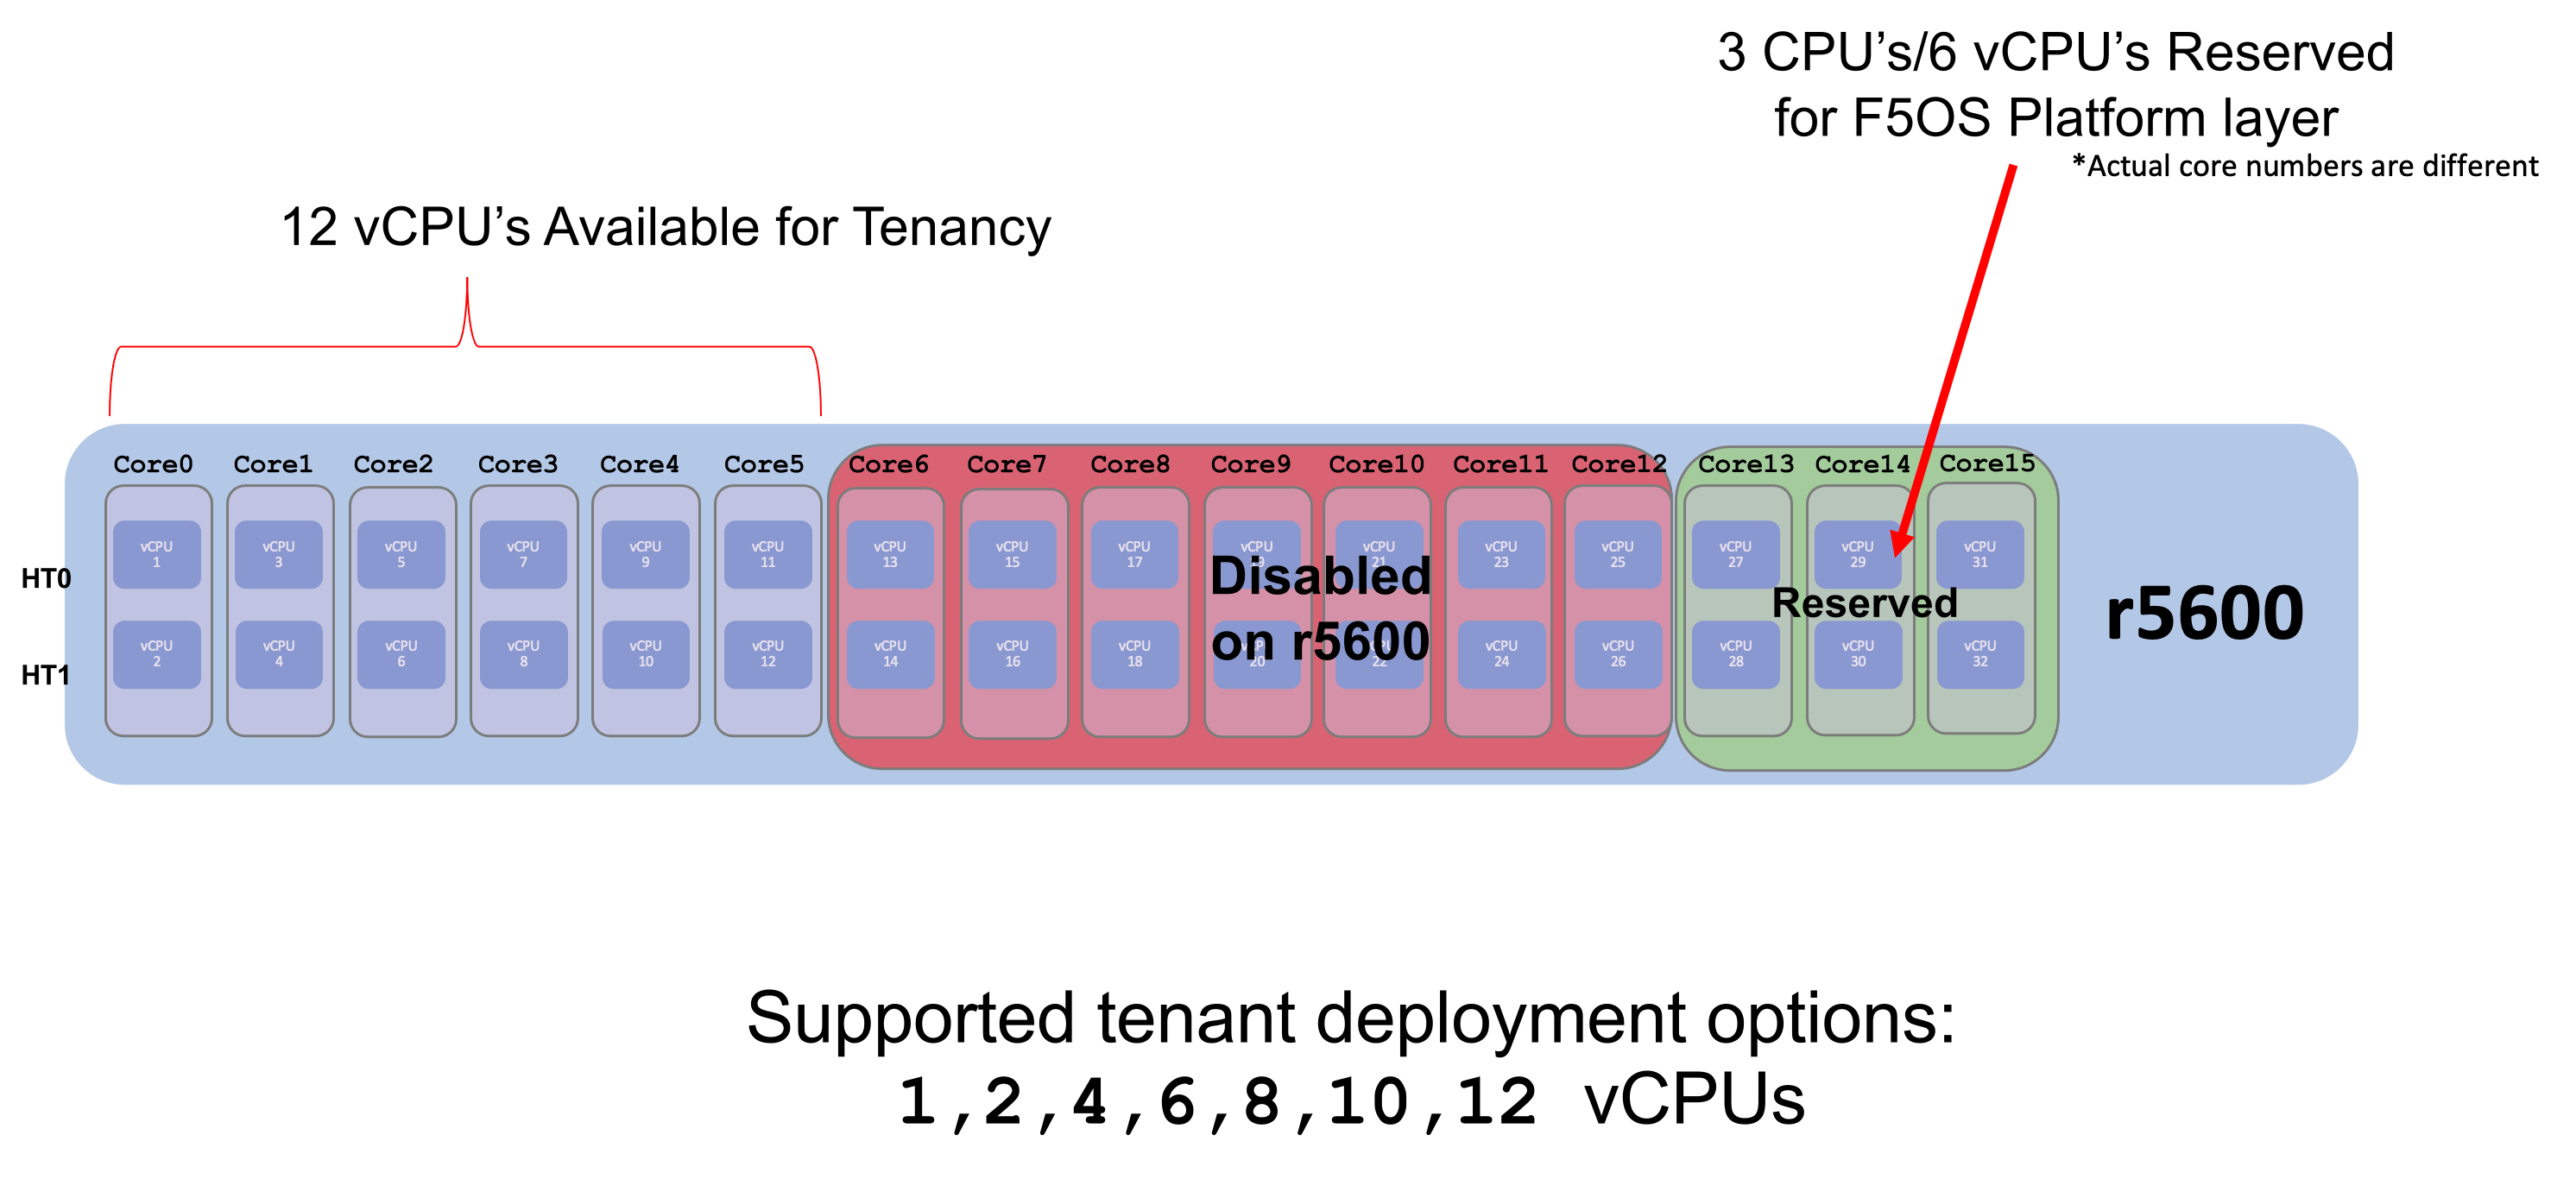 3 CPU’s/6 vCPU’s Reserved
for F5OS Platform layer
*Actual core numbers are different
12 vCPU’s Available for Tenancy
Core0 Core1 Core2 Core3 Core4 Core5 Core6 Core7 Core8 Core9 Core10 Core11 Core12 Core13 Core14 Core15
HT0
vCPU 1
vCPU 3
vCPU 5
vCPU 7
vCPU 9
vCPU 11
vCPU 13
vCPU 15
vCPU 17
vCPU 19
vCPU 21
vCPU 23
vCPU 25
vCPU 27
vCPU 29
vCPU 31
Disabled
on r5600
Reserved
r5600
HT1
vCPU 2
vCPU 4
vCPU 6
vCPU 8
vCPU 10
vCPU 12
vCPU 14
vCPU 16
vCPU 18
vCPU 20
vCPU 22
vCPU 24
vCPU 26
vCPU 28
vCPU 30
vCPU 32
Supported tenant deployment options:
1,2,4,6,8,10,12 vCPUs